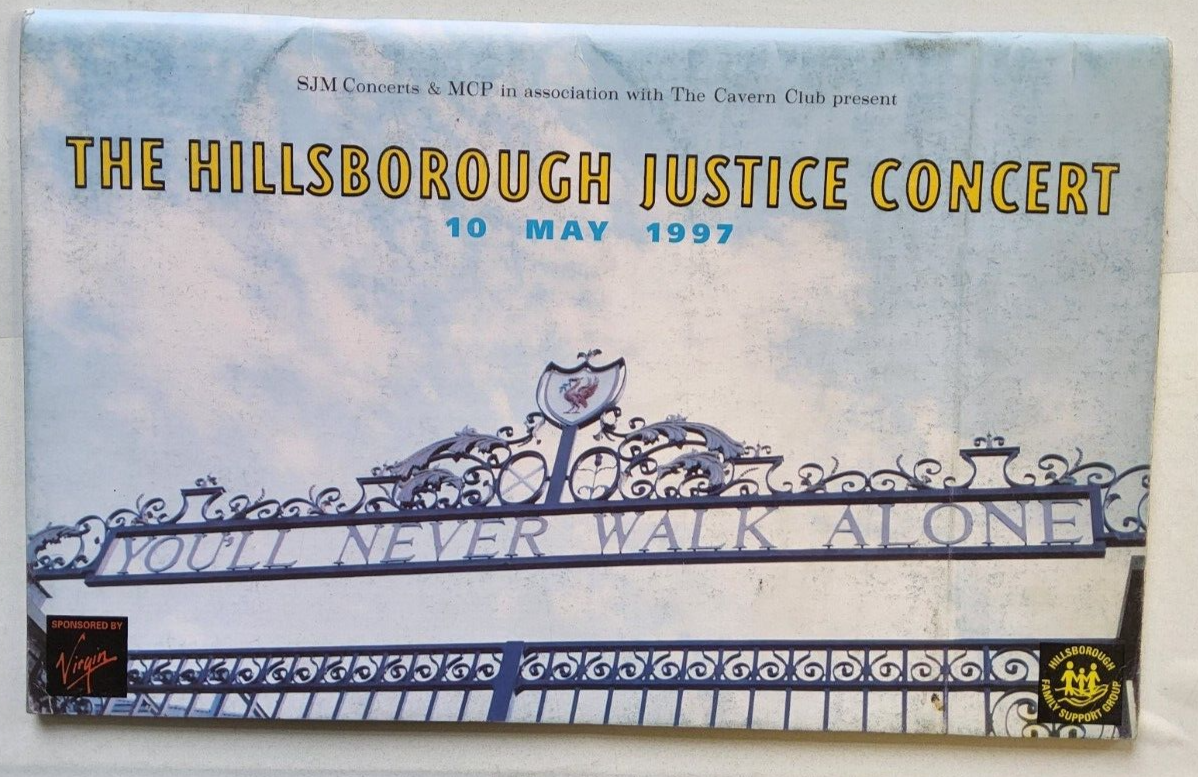 SJM Concerts & MCP in association with The Cavern Club present
THE HILLSBOROUGH JUSTICE CONCERT
10 MAY 1997
YOU'LL NEVER WALK ALONE
SPONSORED BY
Virgin
HILLSBOROUGH
FAMILY SUPPORT GROUP